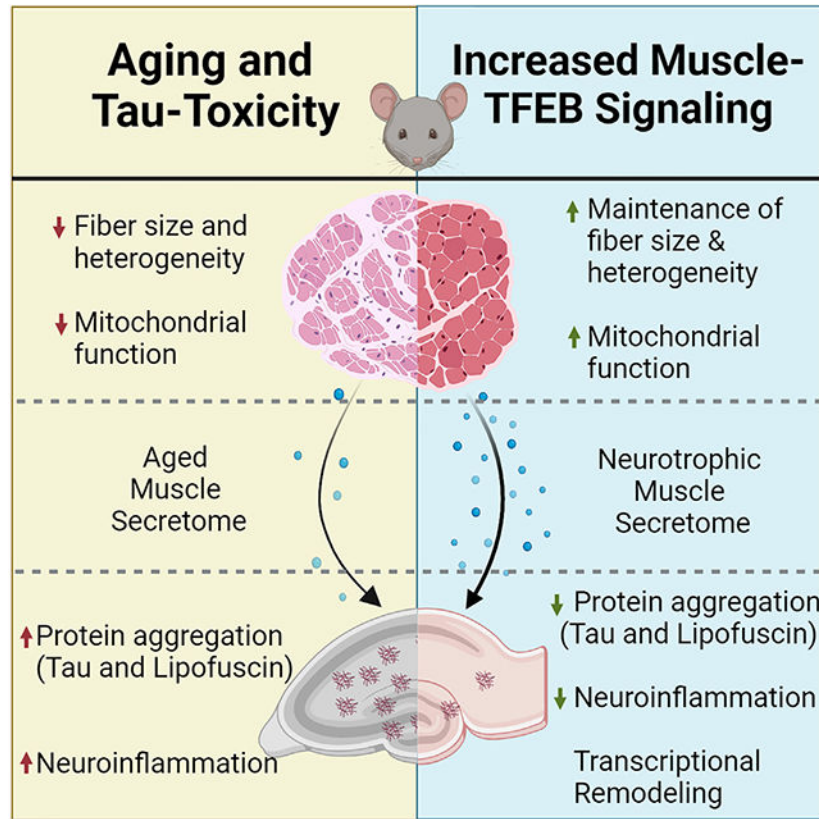 Aging and
Tau-Toxicity
Increased Muscle-
TFEB Signaling
Fiber size and
heterogeneity
Mitochondrial
function
Maintenance of
fiber size &
heterogeneity
Mitochondrial
function
Aged
Muscle
Secretome
Neurotrophic
Muscle
Secretome
Protein aggregation
(Tau and Lipofuscin)
Neuroinflammation
Protein aggregation
(Tau and Lipofuscin)
Neuroinflammation
Transcriptional
Remodeling